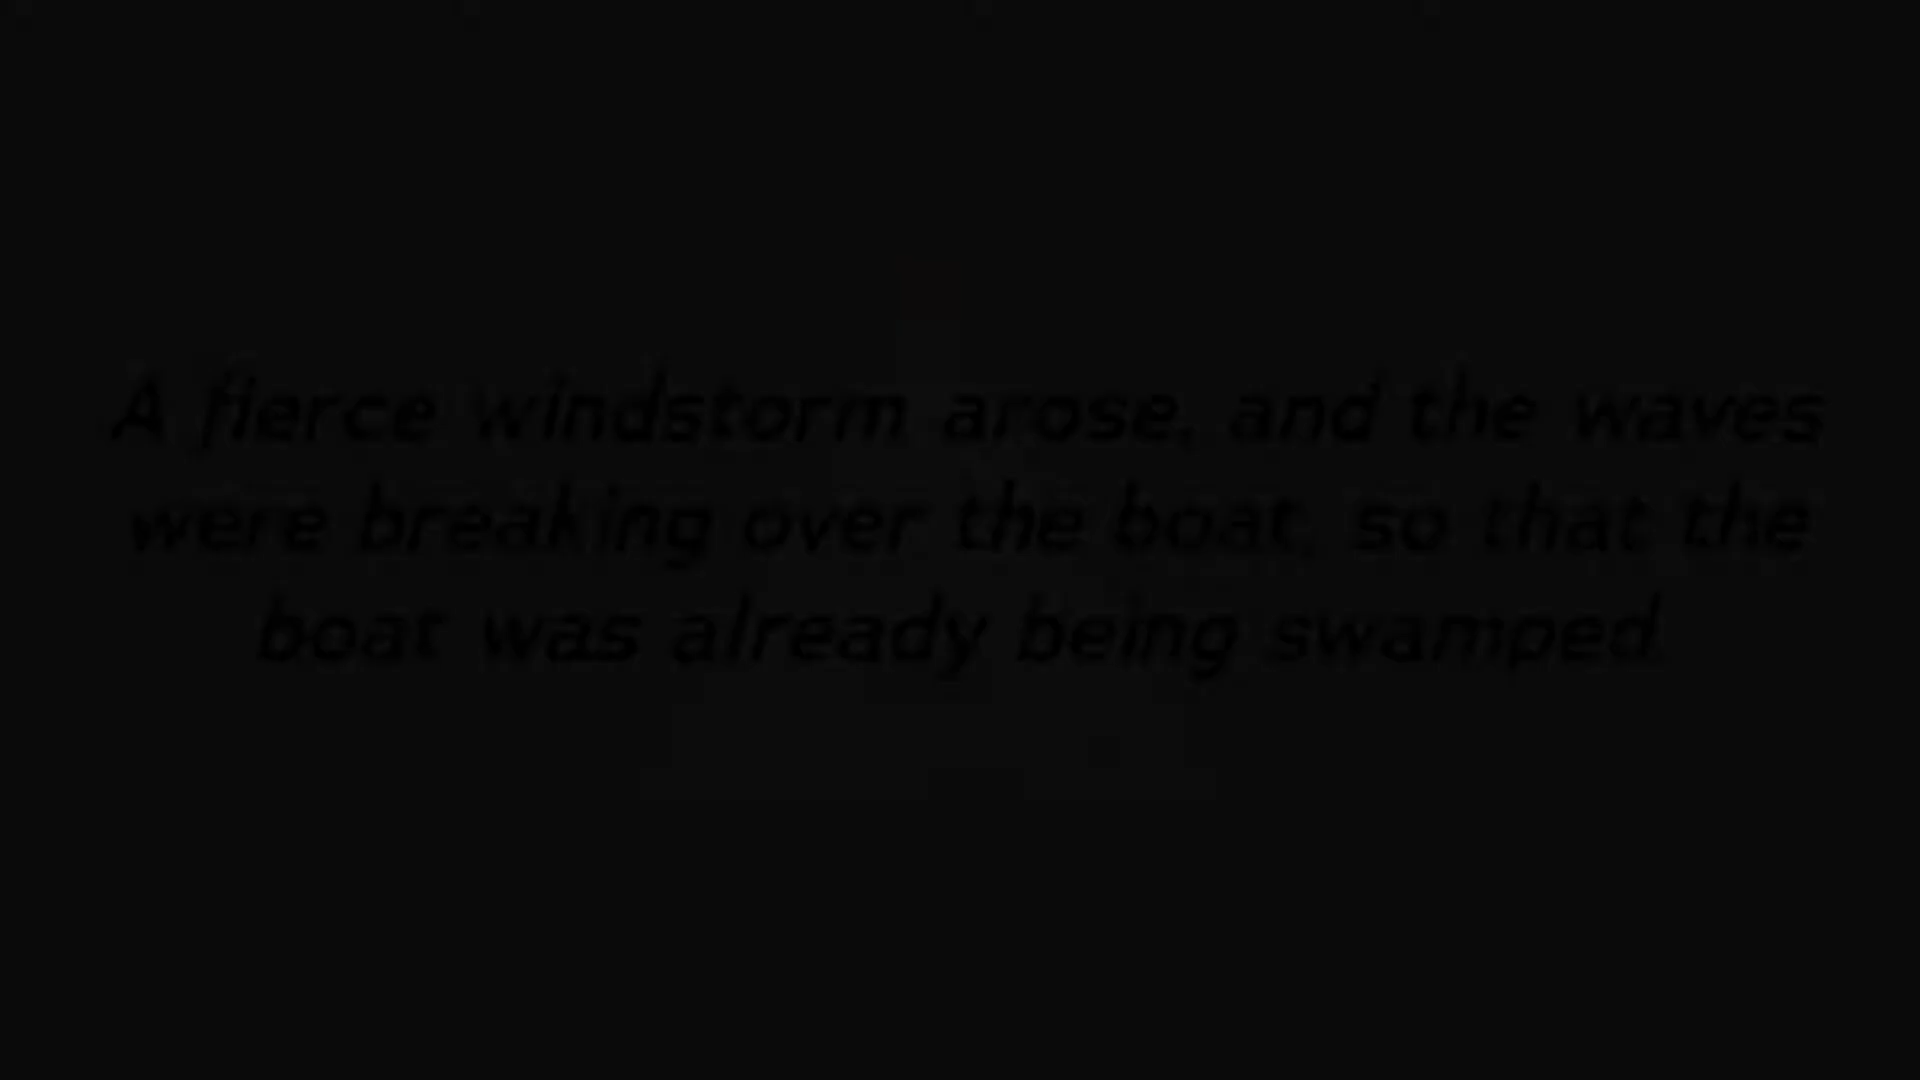 A fierce windstorm arose, and the waves
were breaking over the boat, so that the
boat was already being swamped.